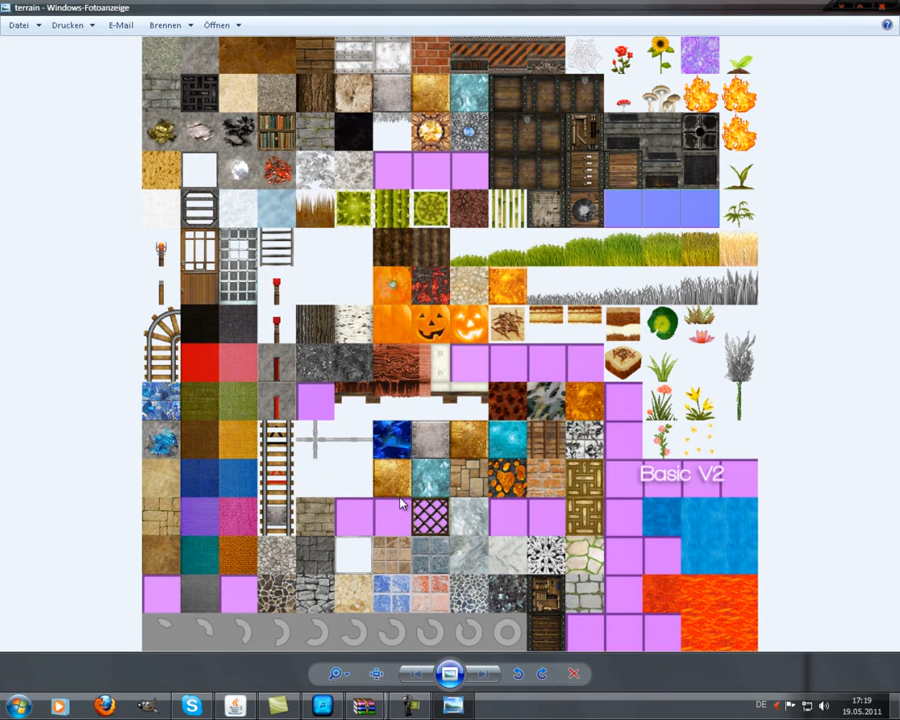 terrain - Windows-Fotoanzeige
Datei Drucken E-Mail Brennen Öffnen
Basic V2
DE 17:19
19.05.2011